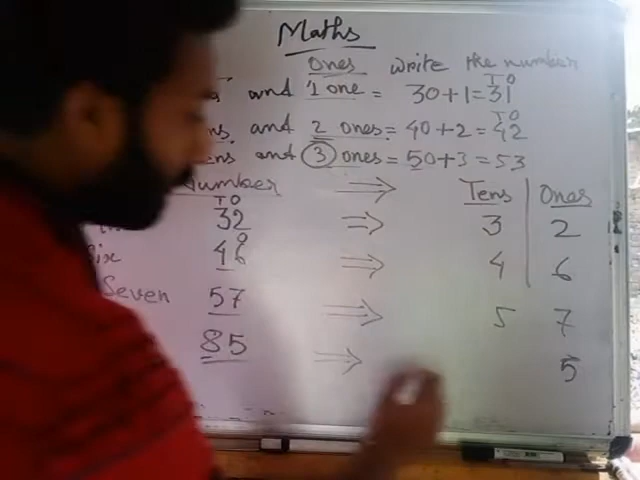 Maths
Ones write the number
T O
and 1 one = 30+1=31
T O
ns and 2 ones = 40+2 = 42
ens and 3 ones = 50+3 = 53
Number ⇒ Tens Ones
T O
32 ⇒ 3 2
O
Six 46 ⇒ 4 6
Seven 57 ⇒ 5 7
85 ⇒ 5